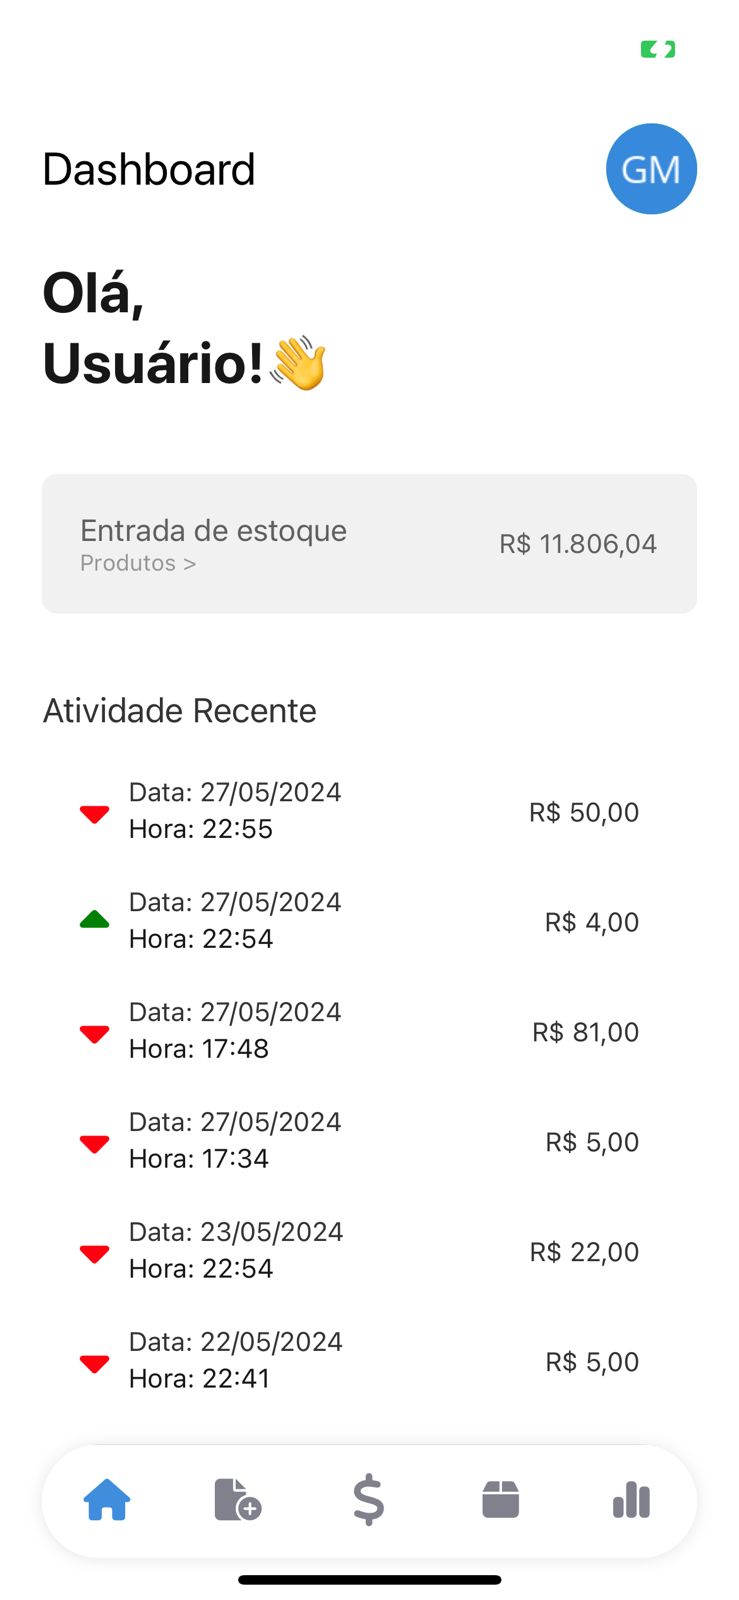 Dashboard
GM
Olá,
Usuário!👋
Entrada de estoque
Produtos >
R$ 11.806,04
Atividade Recente
Data: 27/05/2024
Hora: 22:55
R$ 50,00
Data: 27/05/2024
Hora: 22:54
R$ 4,00
Data: 27/05/2024
Hora: 17:48
R$ 81,00
Data: 27/05/2024
Hora: 17:34
R$ 5,00
Data: 23/05/2024
Hora: 22:54
R$ 22,00
Data: 22/05/2024
Hora: 22:41
R$ 5,00